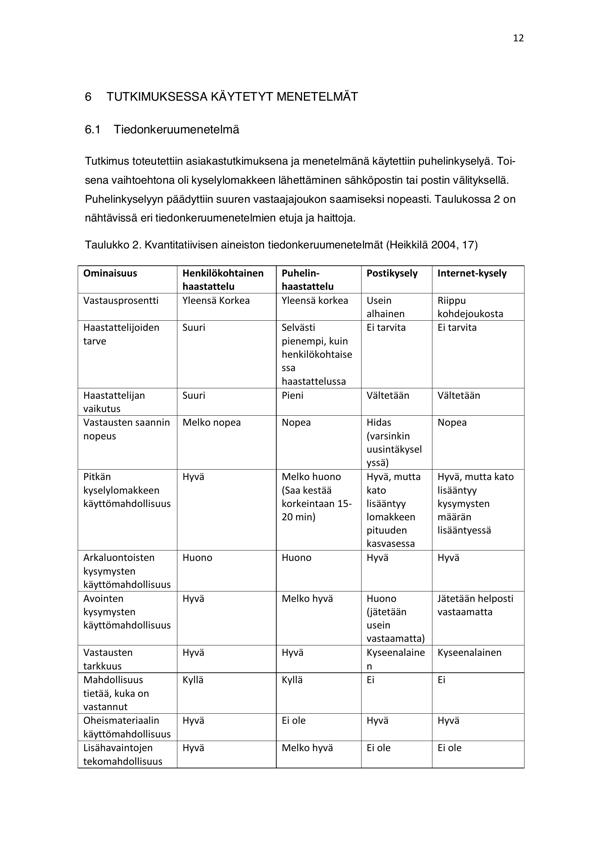 12
6 TUTKIMUKSESSA KÄYTETYT MENETELMÄT
6.1 Tiedonkeruumenetelmä
Tutkimus toteutettiin asiakastutkimuksena ja menetelmänä käytettiin puhelinkyselyä. Toi-
sena vaihtoehtona oli kyselylomakkeen lähettäminen sähköpostin tai postin välityksellä.
Puhelinkyselyyn päädyttiin suuren vastaajajoukon saamiseksi nopeasti. Taulukossa 2 on
nähtävissä eri tiedonkeruumenetelmien etuja ja haittoja.
Taulukko 2. Kvantitatiivisen aineiston tiedonkeruumenetelmät (Heikkilä 2004, 17)
Ominaisuus Henkilökohtainen Puhelin- Postikysely Internet-kysely
haastattelu haastattelu
Vastausprosentti Yleensä Korkea Yleensä korkea Usein Riippu
alhainen kohdejoukosta
Haastattelijoiden Suuri Selvästi Ei tarvita Ei tarvita
tarve pienempi, kuin
henkilökohtaise
ssa
haastattelussa
Haastattelijan Suuri Pieni Vältetään Vältetään
vaikutus
Vastausten saannin Melko nopea Nopea Hidas Nopea
nopeus (varsinkin
uusintäkysel
yssä)
Pitkän Hyvä Melko huono Hyvä, mutta Hyvä, mutta kato
kyselylomakkeen (Saa kestää kato lisääntyy
käyttömahdollisuus korkeintaan 15- lisääntyy kysymysten
20 min) lomakkeen määrän
pituuden lisääntyessä
kasvasessa
Arkaluontoisten Huono Huono Hyvä Hyvä
kysymysten
käyttömahdollisuus
Avointen Hyvä Melko hyvä Huono Jätetään helposti
kysymysten (jätetään vastaamatta
käyttömahdollisuus usein
vastaamatta)
Vastausten Hyvä Hyvä Kyseenalaine Kyseenalainen
tarkkuus n
Mahdollisuus Kyllä Kyllä Ei Ei
tietää, kuka on
vastannut
Oheismateriaalin Hyvä Ei ole Hyvä Hyvä
käyttömahdollisuus
Lisähavaintojen Hyvä Melko hyvä Ei ole Ei ole
tekomahdollisuus